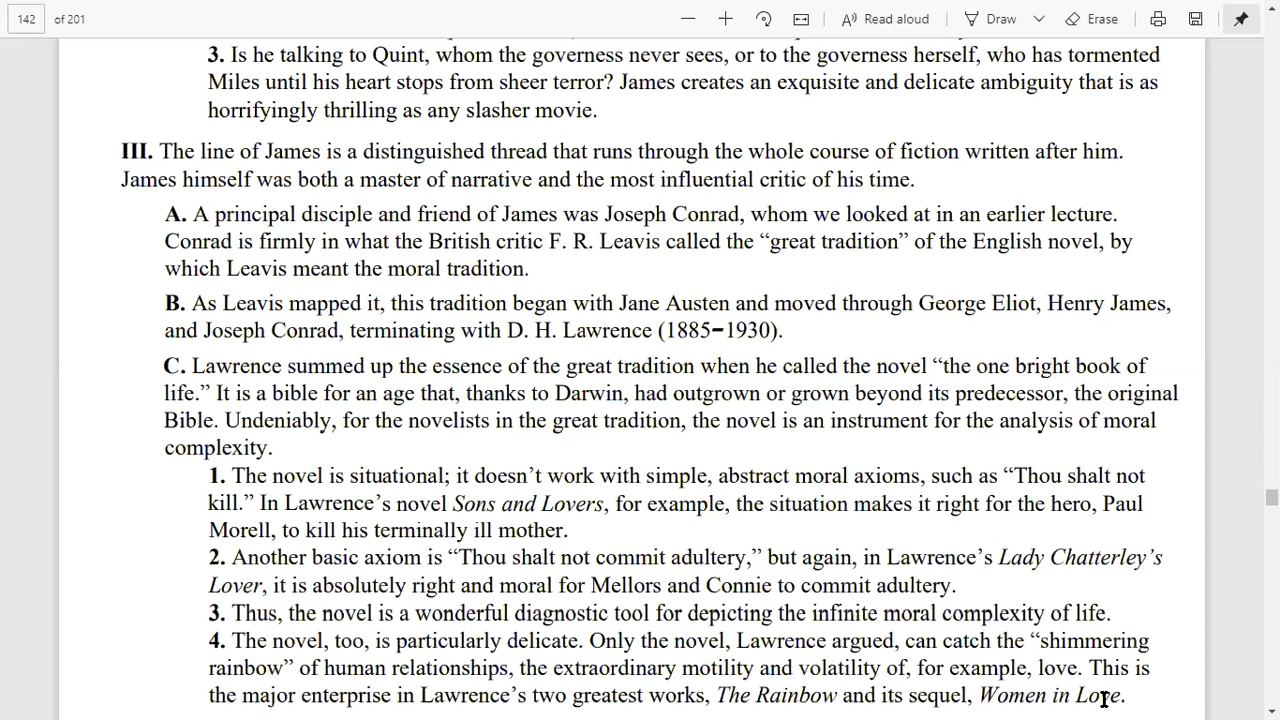 142 of 201 Read aloud Draw Erase
3. Is he talking to Quint, whom the governess never sees, or to the governess herself, who has tormented
Miles until his heart stops from sheer terror? James creates an exquisite and delicate ambiguity that is as
horrifyingly thrilling as any slasher movie.
III. The line of James is a distinguished thread that runs through the whole course of fiction written after him.
James himself was both a master of narrative and the most influential critic of his time.
A. A principal disciple and friend of James was Joseph Conrad, whom we looked at in an earlier lecture.
Conrad is firmly in what the British critic F. R. Leavis called the “great tradition” of the English novel, by
which Leavis meant the moral tradition.
B. As Leavis mapped it, this tradition began with Jane Austen and moved through George Eliot, Henry James,
and Joseph Conrad, terminating with D. H. Lawrence (1885−1930).
C. Lawrence summed up the essence of the great tradition when he called the novel “the one bright book of
life.” It is a bible for an age that, thanks to Darwin, had outgrown or grown beyond its predecessor, the original
Bible. Undeniably, for the novelists in the great tradition, the novel is an instrument for the analysis of moral
complexity.
1. The novel is situational; it doesn’t work with simple, abstract moral axioms, such as “Thou shalt not
kill.” In Lawrence’s novel Sons and Lovers, for example, the situation makes it right for the hero, Paul
Morell, to kill his terminally ill mother.
2. Another basic axiom is “Thou shalt not commit adultery,” but again, in Lawrence’s Lady Chatterley’s
Lover, it is absolutely right and moral for Mellors and Connie to commit adultery.
3. Thus, the novel is a wonderful diagnostic tool for depicting the infinite moral complexity of life.
4. The novel, too, is particularly delicate. Only the novel, Lawrence argued, can catch the “shimmering
rainbow” of human relationships, the extraordinary motility and volatility of, for example, love. This is
the major enterprise in Lawrence’s two greatest works, The Rainbow and its sequel, Women in Love.